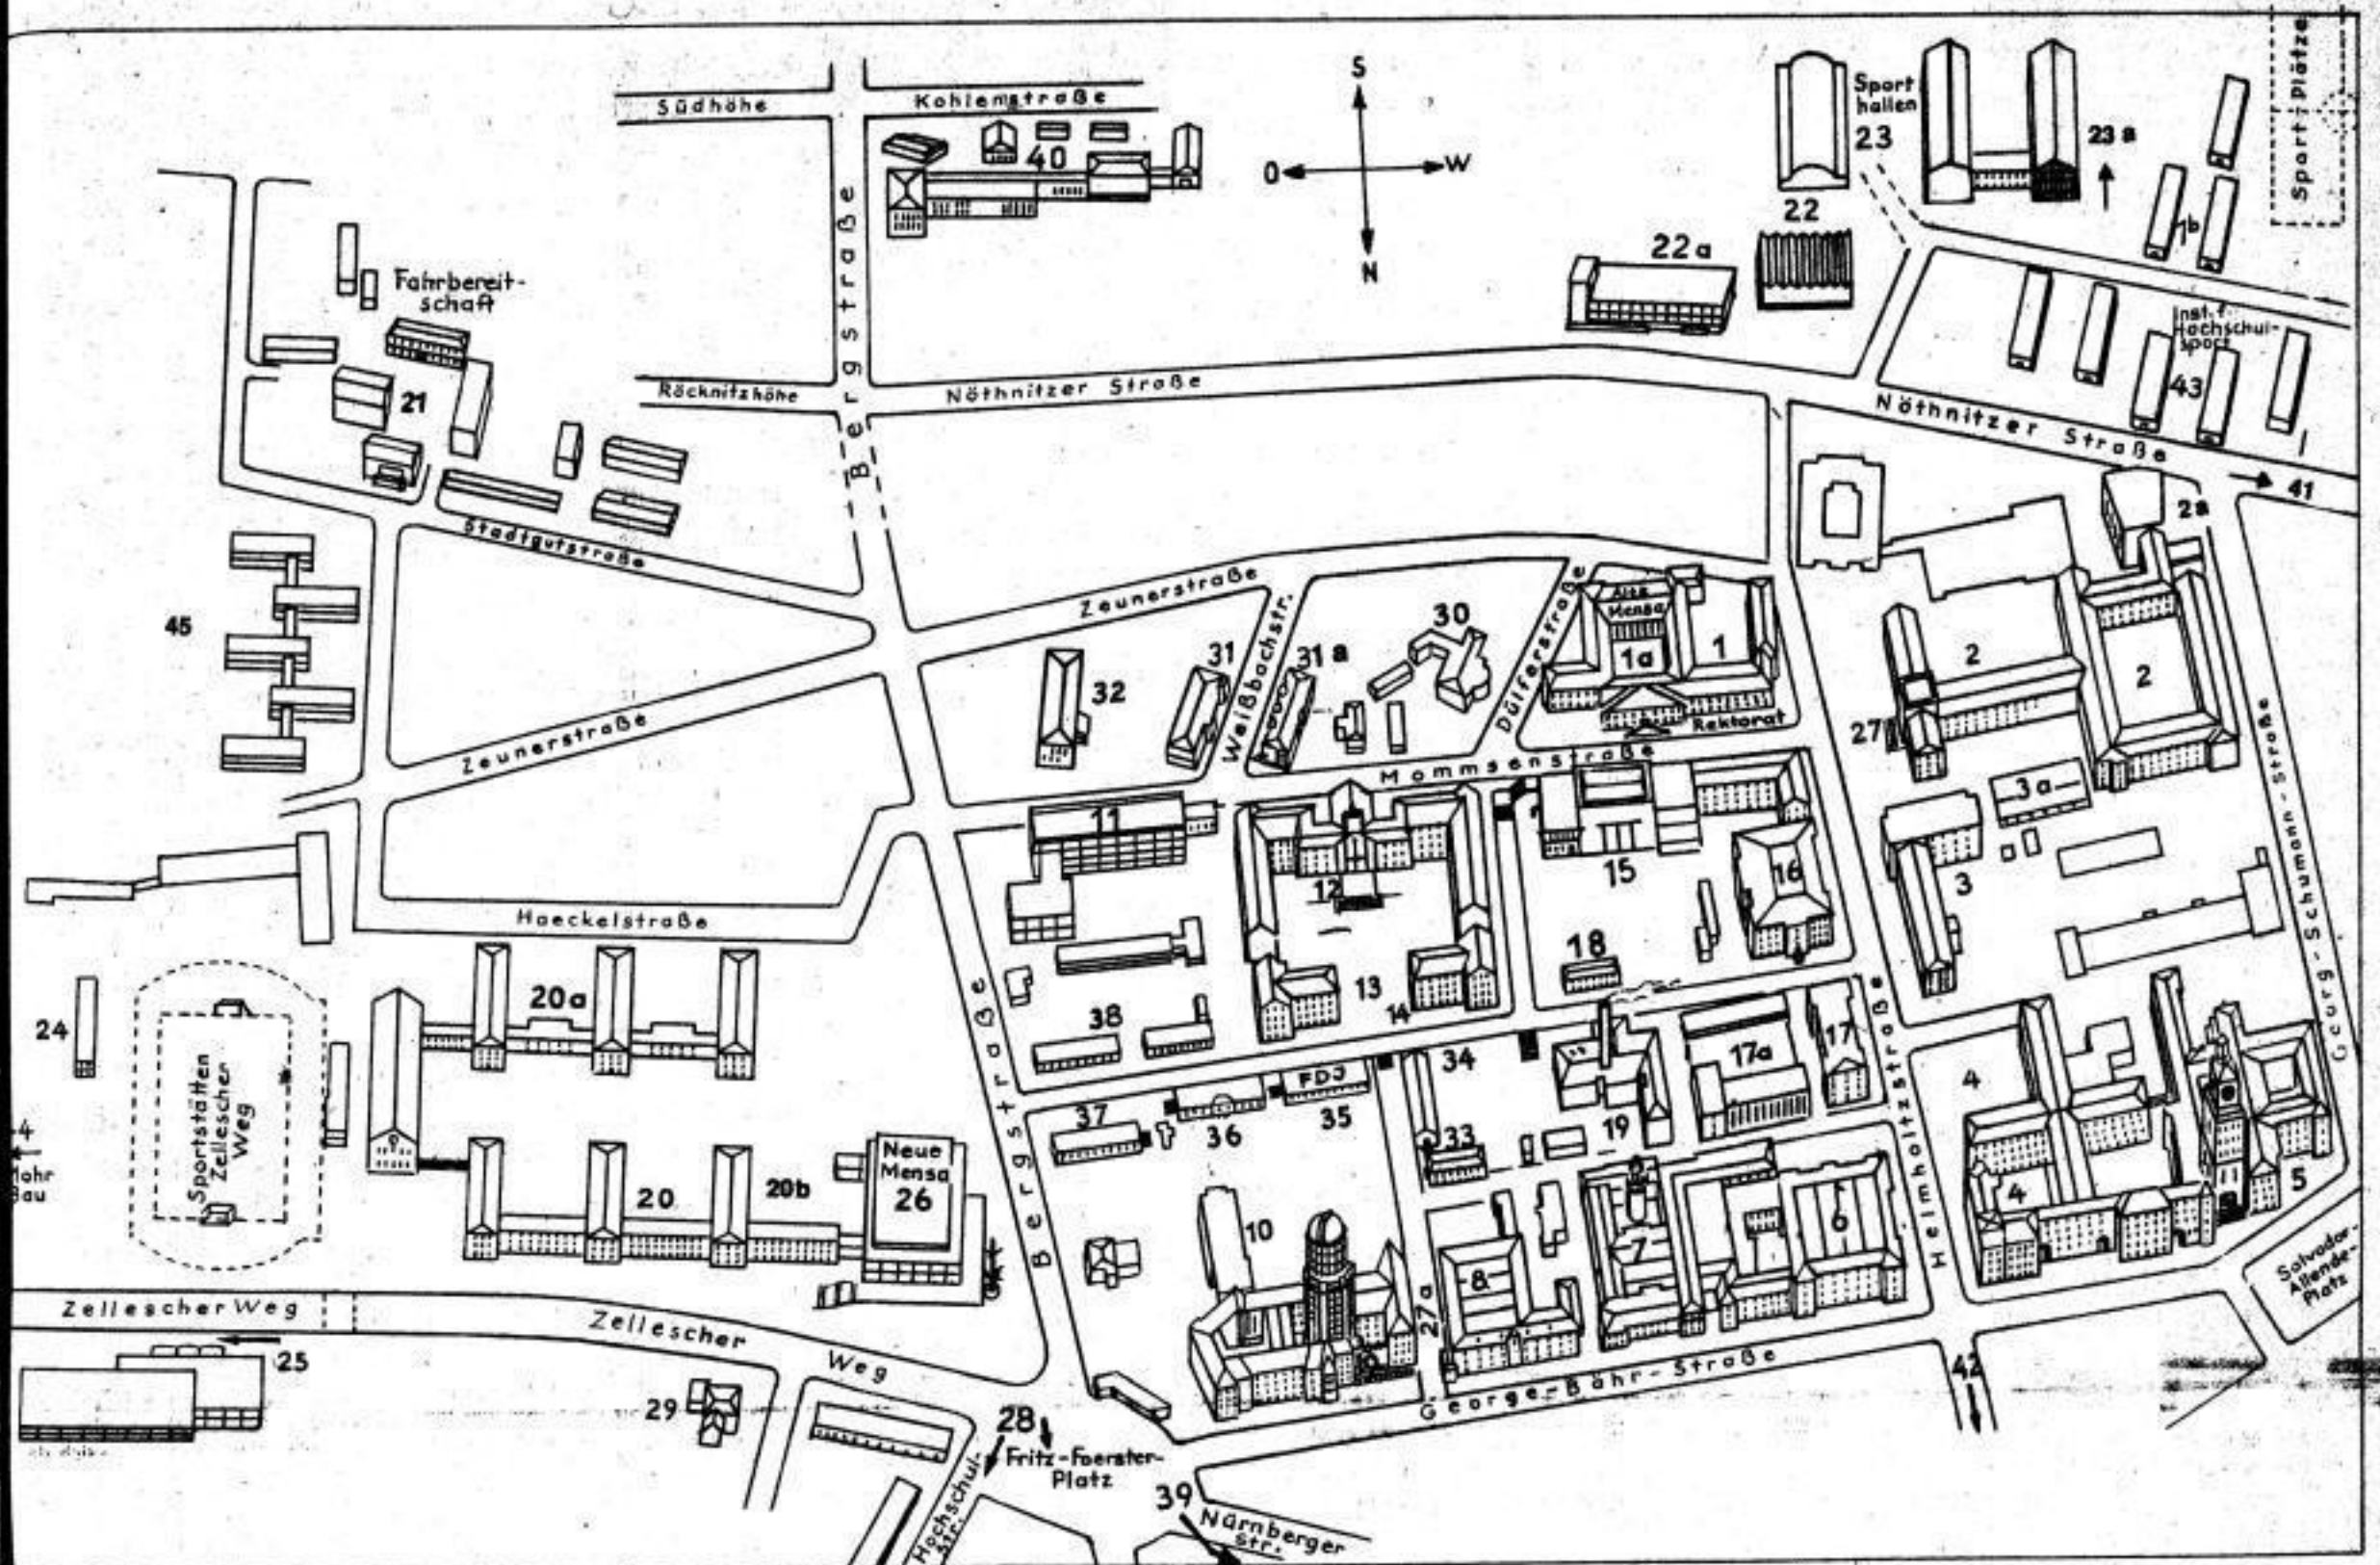 Südhöhe
Kohlenstraße
40
S
O
W
N
Sport
hallen
23
23a
22
22a
1b
Sport-Plätze
Fahrbereit-
schaft
21
Bergstraße
Röcknitzhöhe
Nöthnitzer Straße
Inst. f.
Hochschul-
sport
43
Nöthnitzer Straße
41
2a
Stadtgutstraße
45
Zeunerstraße
Zeunerstraße
32
31
Weißbachstr.
31a
30
Dülferstraße
Alte
Mensa
1a
1
Rektorat
Mommsenstraße
2
2
27
3a
3
Georg-Schumann-Straße
11
12
13
14
15
16
18
Haeckelstraße
20a
24
Sportstätten
Zellescher
Weg
38
Bergstraße
34
17a
17
Helmholtzstraße
4
4
5
37
36
FDJ
35
33
19
20
20b
Neue
Mensa
26
10
27a
8
7
6
Salvador-
Allende-
Platz
Zellescher Weg
Zellescher
Weg
25
29
28
Fritz-Foerster-
Platz
George-Bähr-Straße
42
39
Nürnberger
Str.
Hochschul-
str.